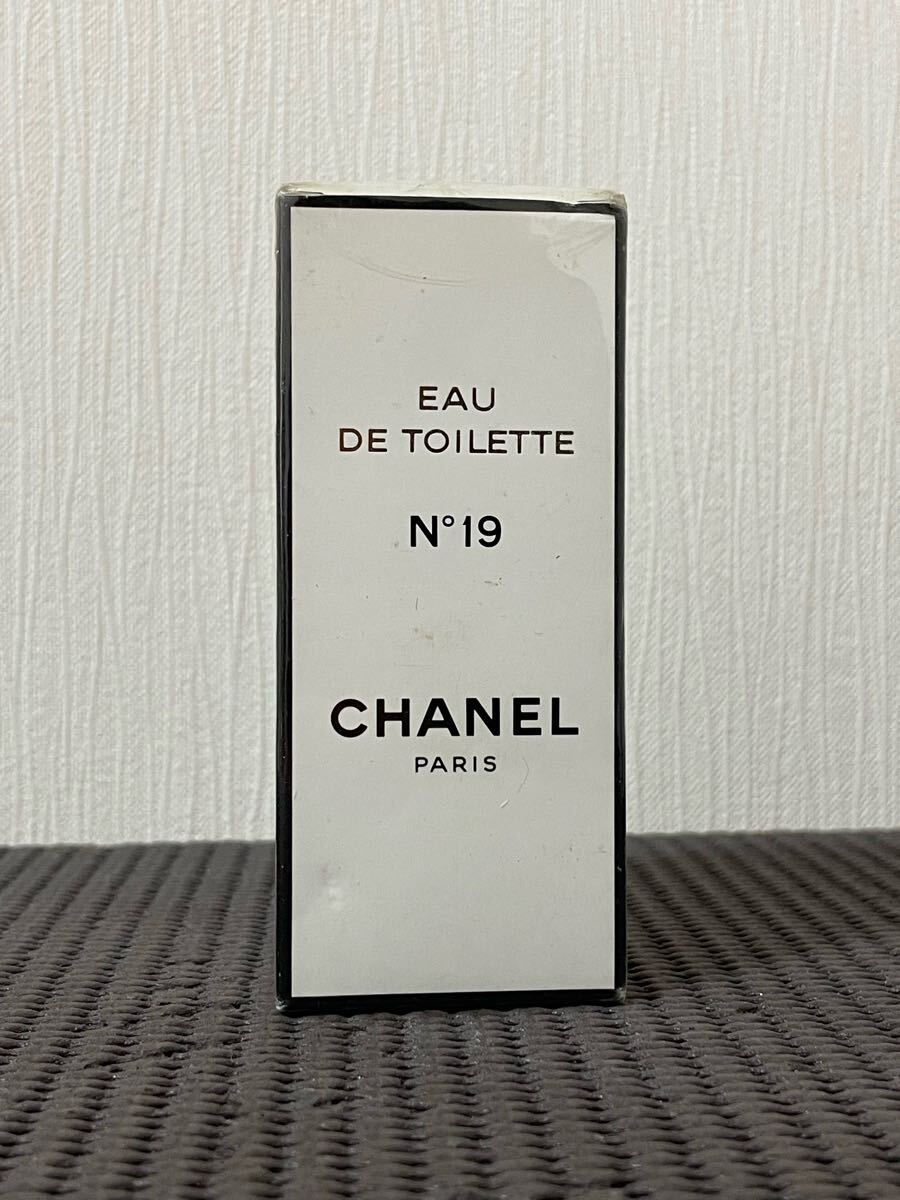 EAU
DE TOILETTE
N°19
CHANEL
PARIS